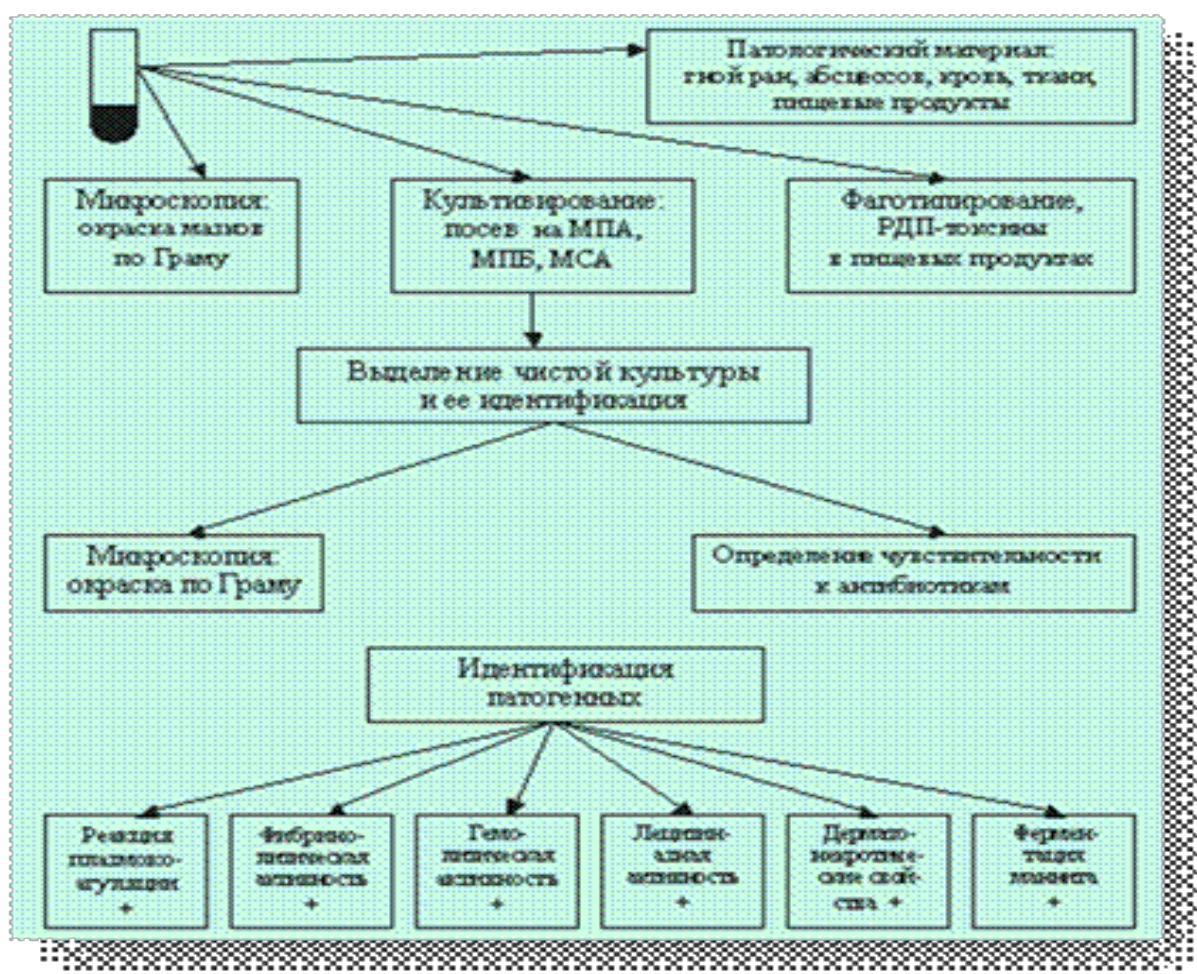 Патологический материал:
гной ран, абсцессов, кровь, ткани,
пищевые продукты
Микроскопия:
окраска мазков
по Граму
Культивирование:
посев на МПА,
МПБ, МСА
Фаготипирование,
РДП-токсины
в пищевых продуктах
Выделение чистой культуры
и ее идентификация
Микроскопия:
окраска по Граму
Определение чувствительности
к антибиотикам
Идентификация
патогенных
Реакция
плазмоко-
агуляции
+
Фибрино-
литическая
активность
+
Гемо-
литическая
активность
+
Лецитин-
азная
активность
+
Дермато-
некротиче-
ские свой-
ства +
Фермен-
тация
маннита
+